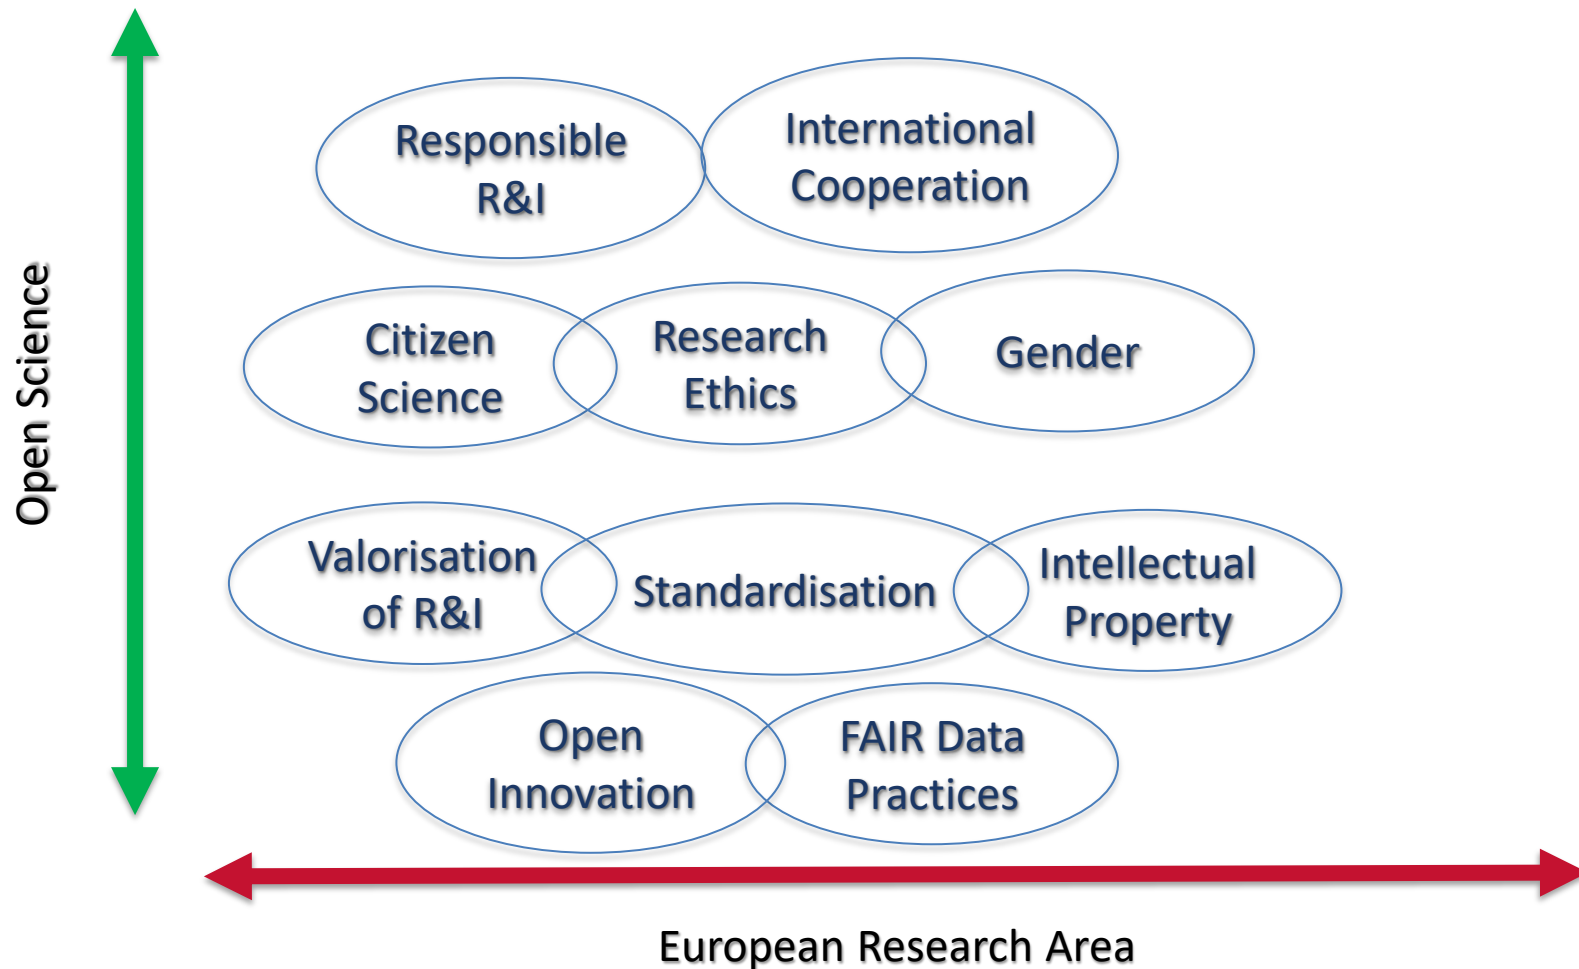 Responsible
R&I
International
Cooperation
Citizen
Science
Research
Ethics
Gender
Open Science
Valorisation
of R&I
Standardisation
Intellectual
Property
Open
Innovation
FAIR Data
Practices
European Research Area